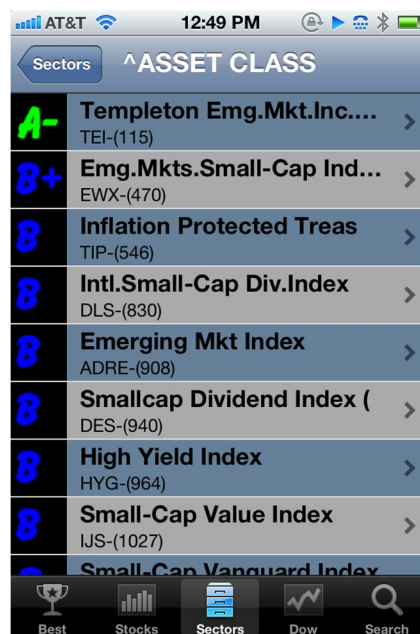 AT&T 12:49 PM
Sectors ^ASSET CLASS
A- Templeton Emg.Mkt.Inc....
TEI-(115)
B+ Emg.Mkts.Small-Cap Ind...
EWX-(470)
B Inflation Protected Treas
TIP-(546)
B Intl.Small-Cap Div.Index
DLS-(830)
B Emerging Mkt Index
ADRE-(908)
B Smallcap Dividend Index (
DES-(940)
B High Yield Index
HYG-(964)
B Small-Cap Value Index
IJS-(1027)
B Small-Cap Vanguard Index
Best Stocks Sectors Dow Search